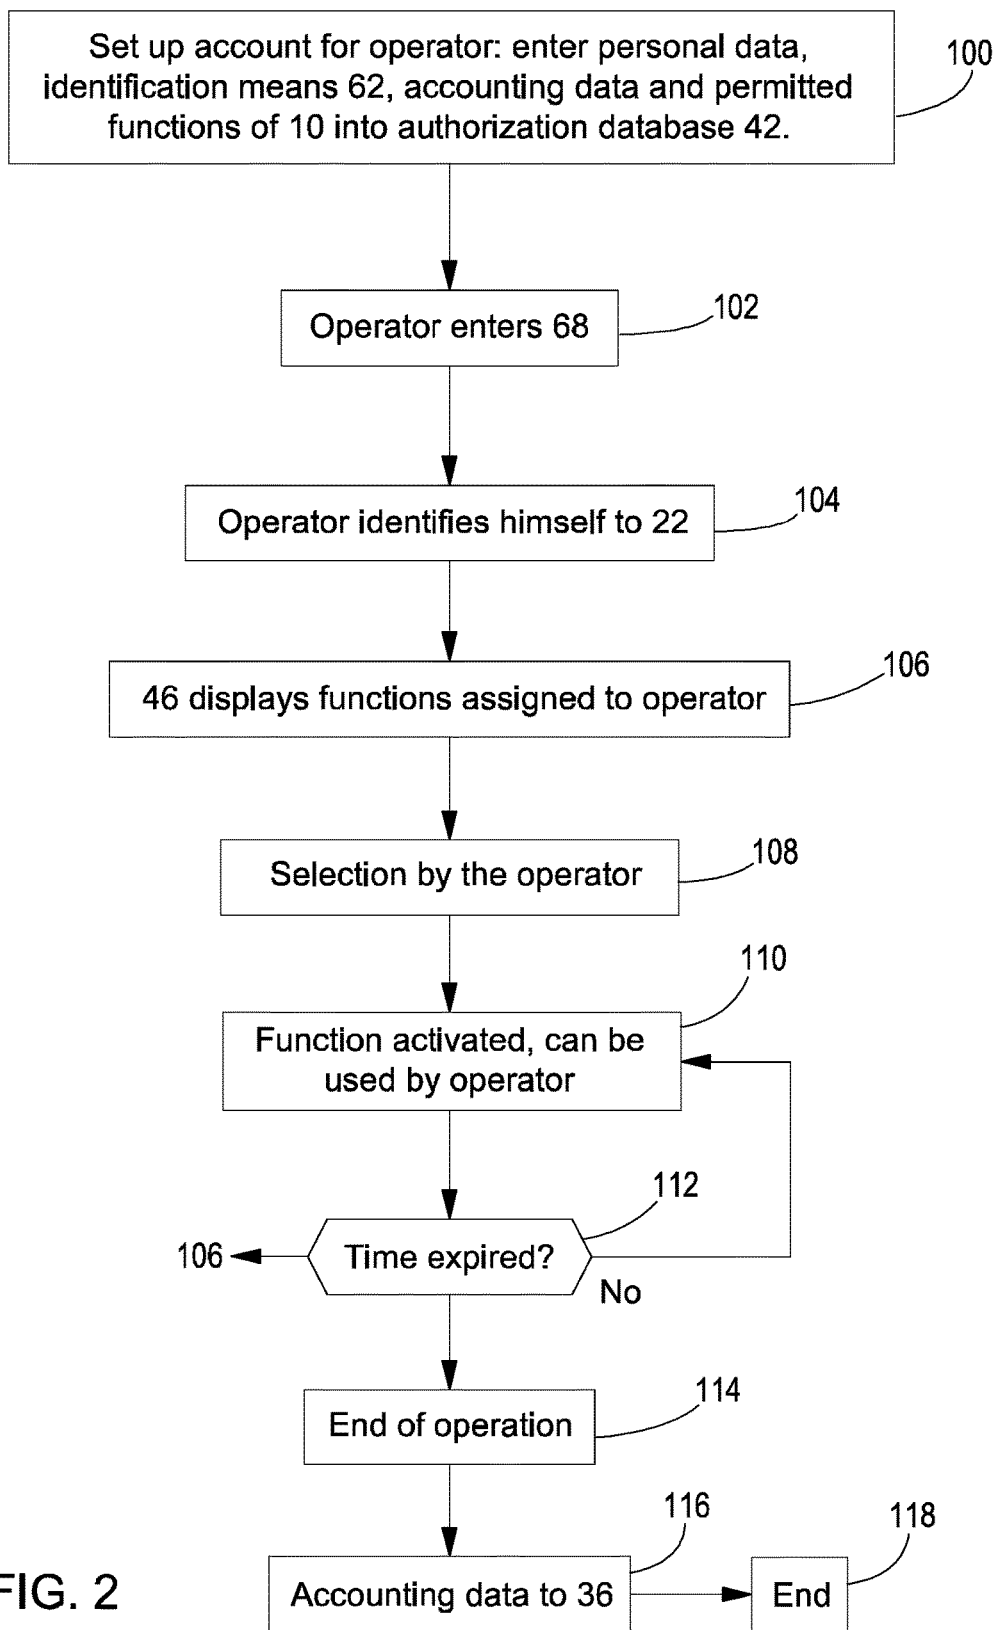 Set up account for operator: enter personal data,
identification means 62, accounting data and permitted
functions of 10 into authorization database 42.
100
Operator enters 68
102
Operator identifies himself to 22
104
46 displays functions assigned to operator
106
Selection by the operator
108
Function activated, can be
used by operator
110
Time expired?
112
106
No
End of operation
114
Accounting data to 36
116
End
118
FIG. 2